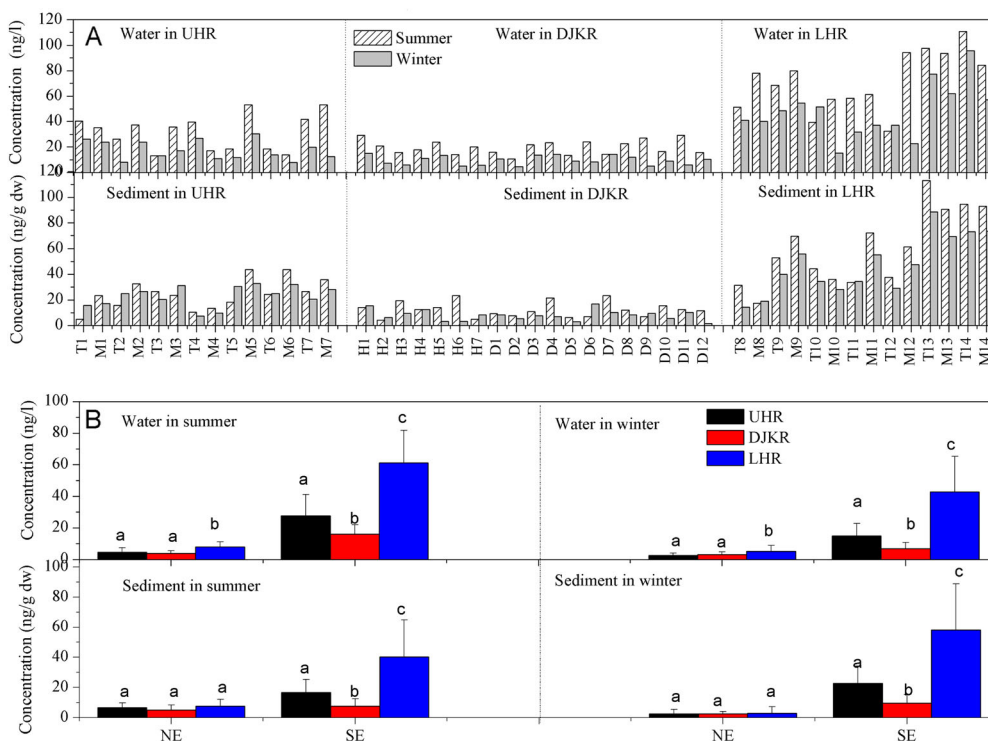 A
Water in UHR
Water in DJKR
Water in LHR
Summer
Winter
Concentration (ng/l)
120
100
80
60
40
20
Sediment in UHR
Sediment in DJKR
Sediment in LHR
Concentration (ng/g dw)
120
100
80
60
40
20
0
T1 M1 T2 M2 T3 M3 T4 M4 T5 M5 T6 M6 T7 M7
H1 H2 H3 H4 H5 H6 H7 D1 D2 D3 D4 D5 D6 D7 D8 D9 D10 D11 D12
T8 M8 T9 M9 T10 M10 T11 M11 T12 M12 T13 M13 T14 M14
B
Water in summer
Water in winter
UHR
DJKR
LHR
Concentration (ng/l)
100
80
60
40
20
0
a a b a b c
a a b a b c
Sediment in summer
Sediment in winter
Concentration (ng/g dw)
100
80
60
40
20
0
a a a a b c
a a a a b c
NE SE NE SE